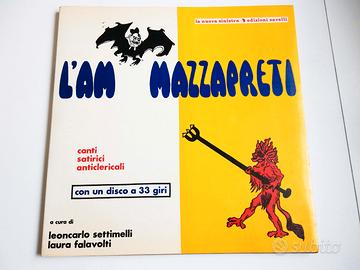 la nuova sinistra edizioni savelli
L'AM MAZZAPRETI
canti
satirici
anticlericali
con un disco a 33 giri
a cura di
leoncarlo settimelli
laura falavolti
subito